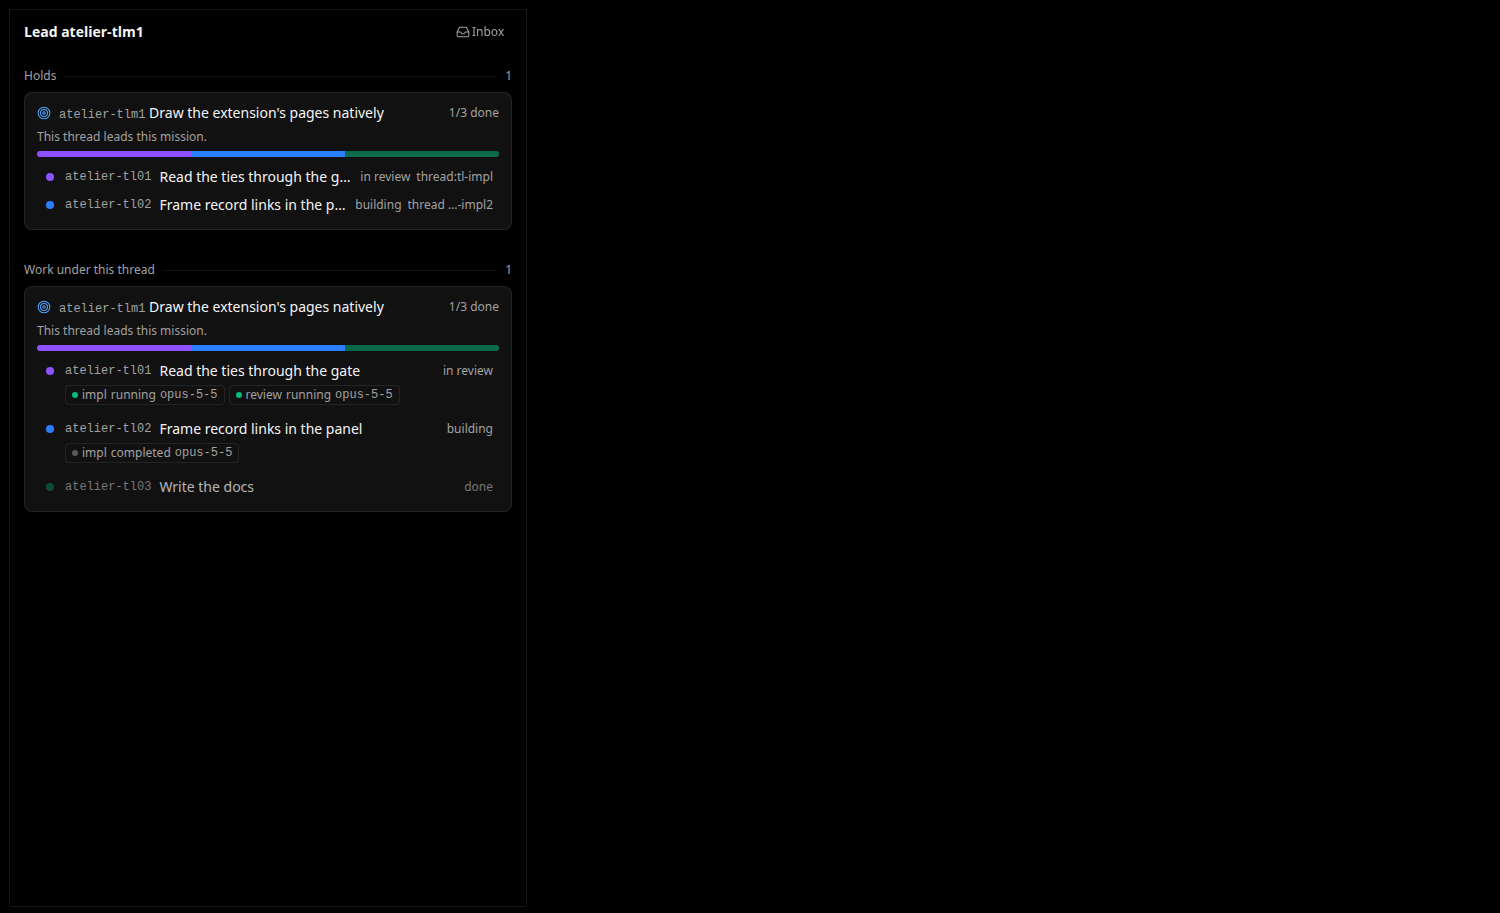 Lead atelier-tlm1 Inbox
Holds 1
atelier-tlm1 Draw the extension's pages natively 1/3 done
This thread leads this mission.
atelier-tl01 Read the ties through the g... in review thread:tl-impl
atelier-tl02 Frame record links in the p... building thread ...-impl2
Work under this thread 1
atelier-tlm1 Draw the extension's pages natively 1/3 done
This thread leads this mission.
atelier-tl01 Read the ties through the gate in review
impl running opus-5-5 review running opus-5-5
atelier-tl02 Frame record links in the panel building
impl completed opus-5-5
atelier-tl03 Write the docs done